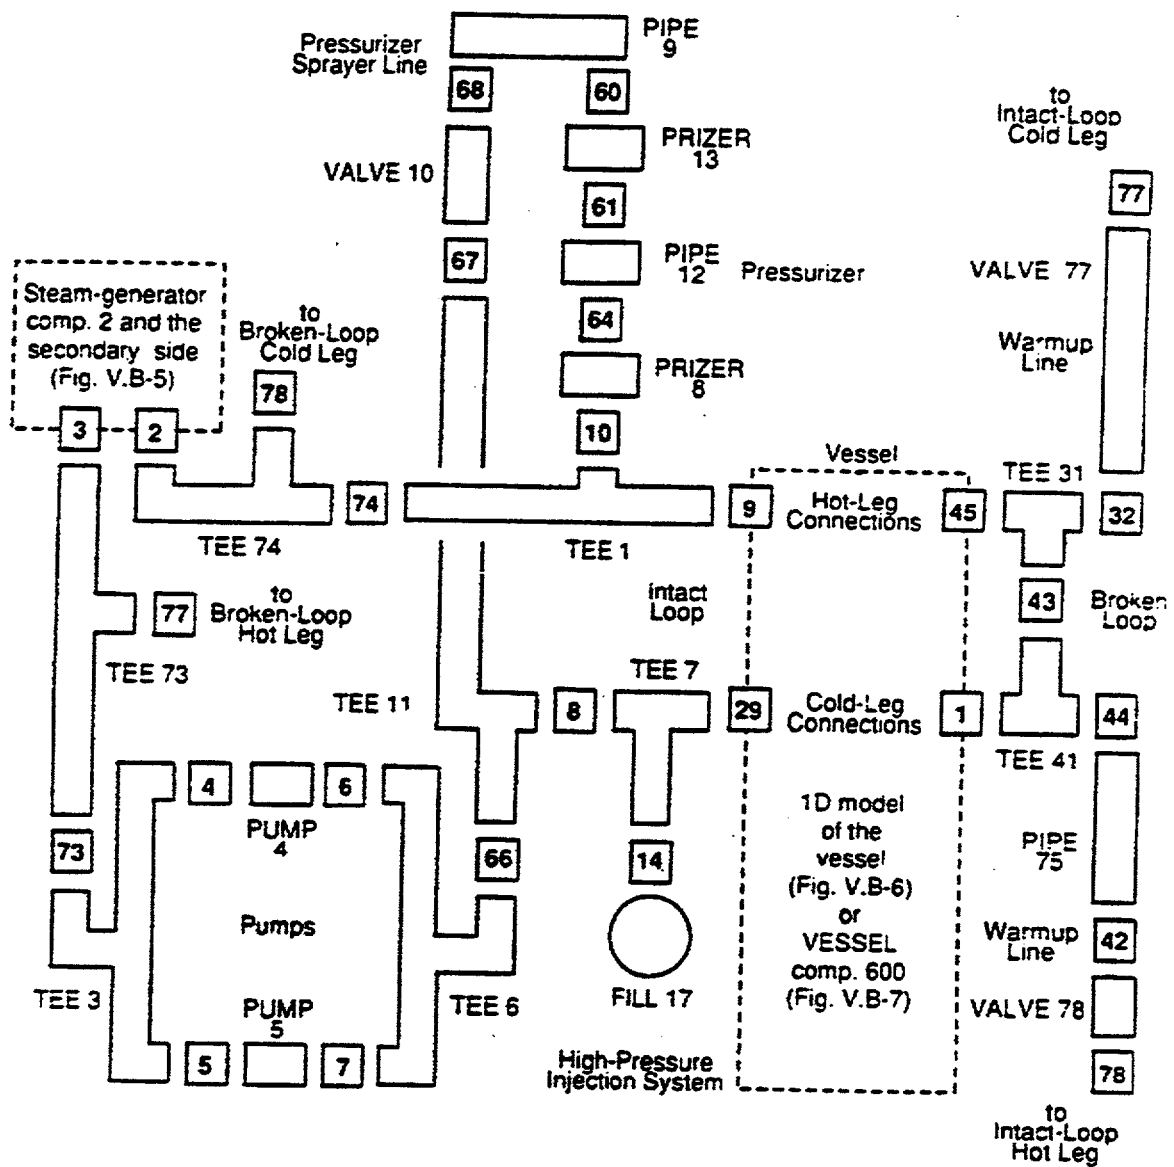 PIPE
9
Pressurizer
Sprayer Line
68
60
to
Intact-Loop
Cold Leg
PRIZER
13
VALVE 10
77
61
67
PIPE
12
Pressurizer
VALVE 77
Steam-generator
comp. 2 and the
secondary side
(Fig. V.B-5)
to
Broken-Loop
Cold Leg
64
Warmup
Line
PRIZER
8
78
3
2
10
Vessel
TEE 31
74
9
Hot-Leg
Connections
45
32
TEE 74
TEE 1
77
to
Broken-Loop
Hot Leg
Intact
Loop
43
Broken
Loop
TEE 73
TEE 7
TEE 11
8
29
Cold-Leg
Connections
1
44
TEE 41
4
6
PUMP
4
1D model
of the
vessel
(Fig. V.B-6)
or
VESSEL
comp. 600
(Fig. V.B-7)
PIPE
75
73
66
14
Pumps
Warmup
Line
42
TEE 3
PUMP
5
TEE 6
FILL 17
VALVE 78
5
7
High-Pressure
Injection System
78
to
Intact-Loop
Hot Leg